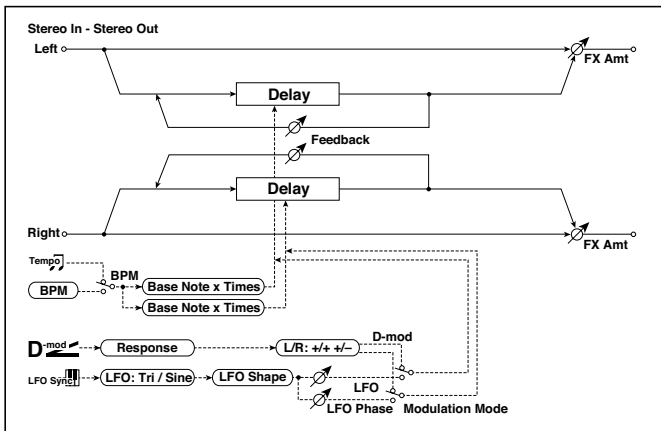 Stereo In - Stereo Out
Left
FX Amt
Delay
Feedback
Delay
Right
FX Amt
Tempo
BPM
BPM
Base Note x Times
Base Note x Times
D-mod
D-mod
Response
L/R: +/+ +/–
LFO Sync
LFO: Tri / Sine
LFO Shape
LFO
LFO Phase
Modulation Mode